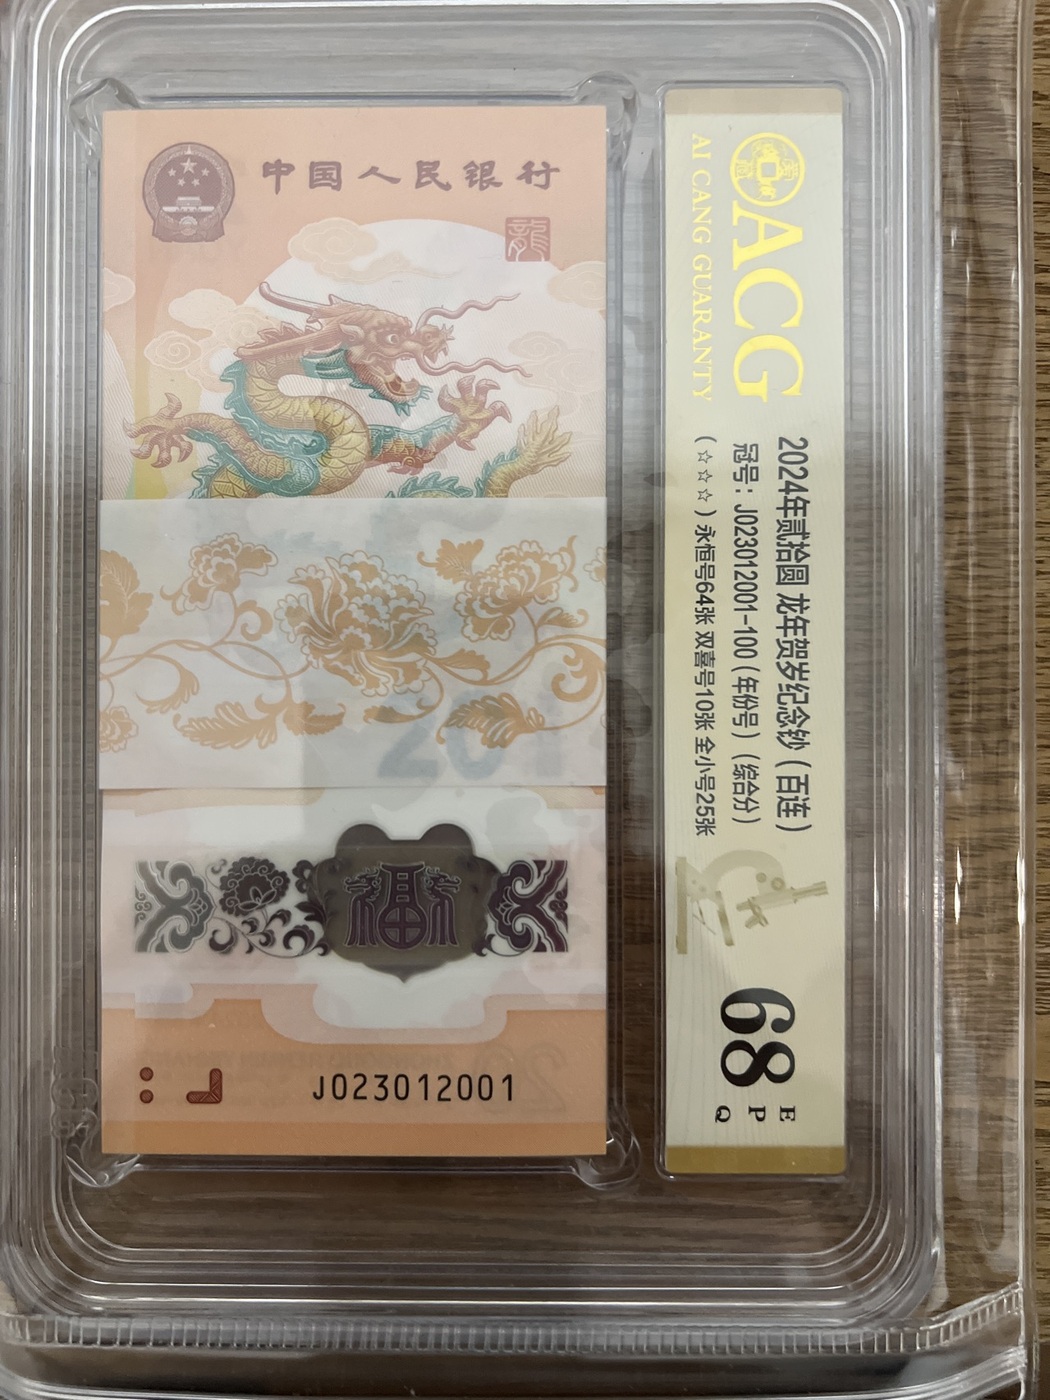 中国人民银行
龍
福
J023012001
ACG
AI CANG GUARANTY
2024年贰拾圆 龙年贺岁纪念钞（百连）
冠号：J023012001-100（年份号）（综合分）
（☆☆☆）永恒号64张 双喜号10张 全小号25张
68
E
P
Q